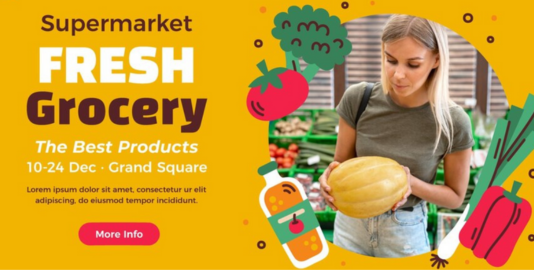 Supermarket
FRESH
Grocery
The Best Products
10-24 Dec · Grand Square
Lorem ipsum dolor sit amet, consectetur ur elit
adipiscing, do eiusmod tempor incididunt.
More Info